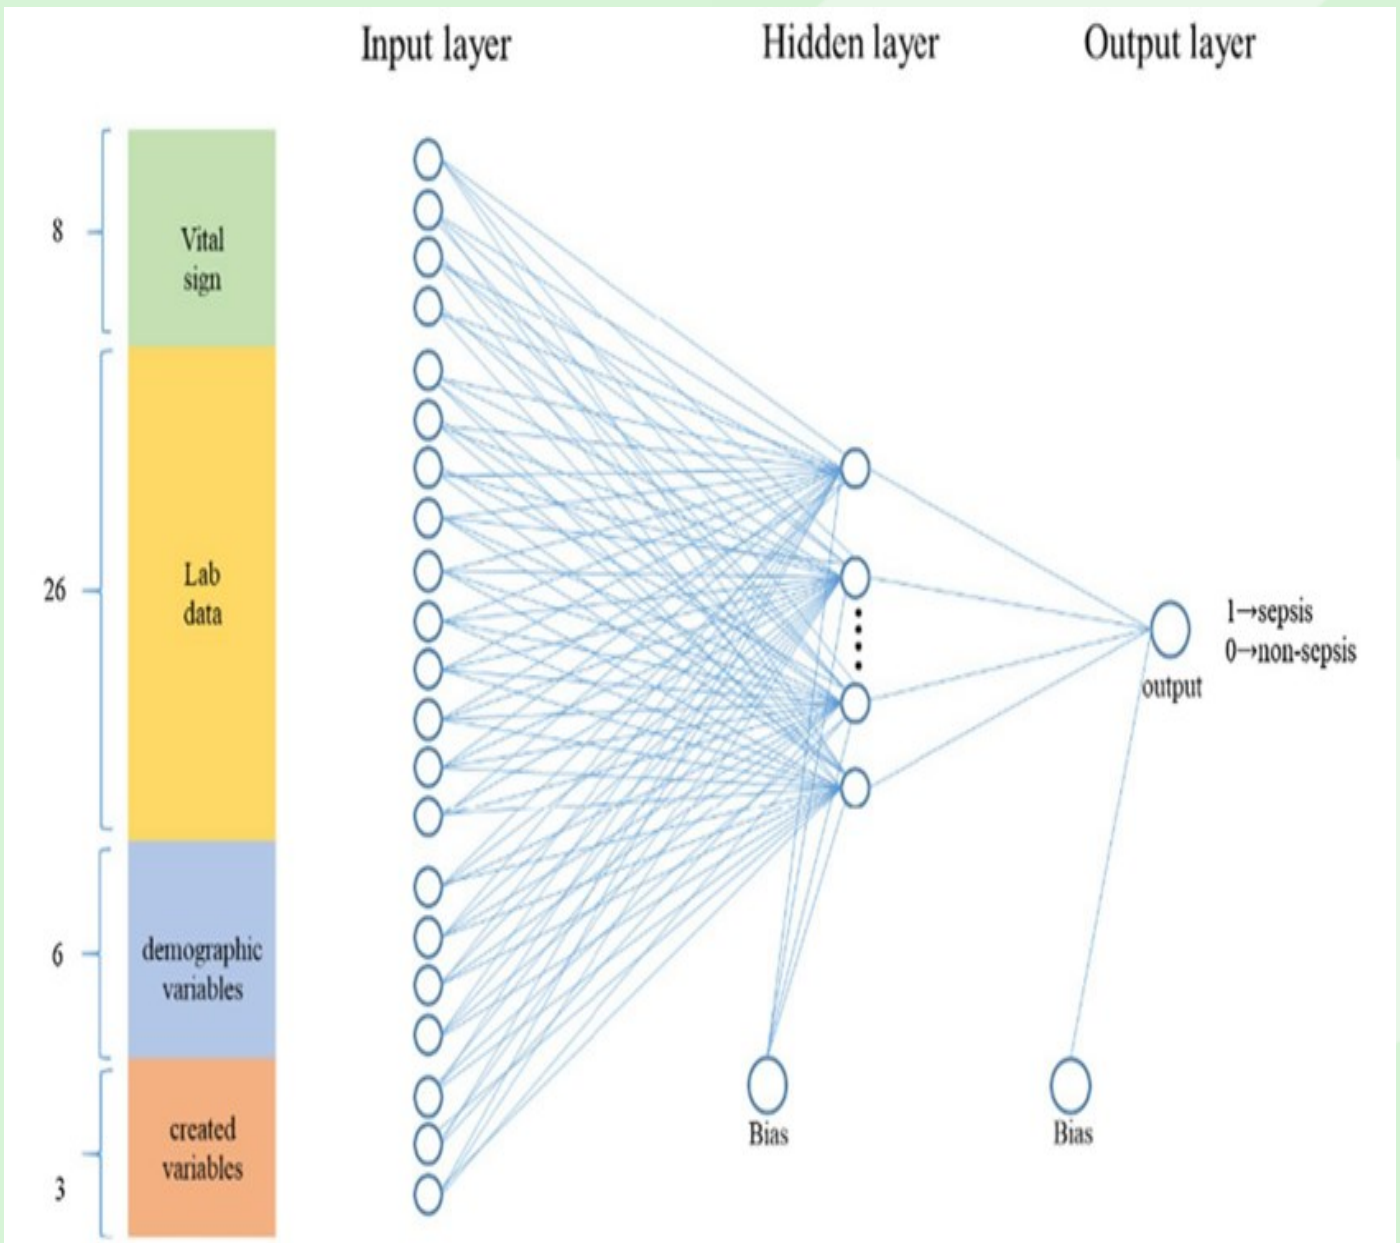 Input layer
Hidden layer
Output layer
8
Vital
sign
26
Lab
data
1→sepsis
0→non-sepsis
output
6
demographic
variables
created
variables
3
Bias
Bias